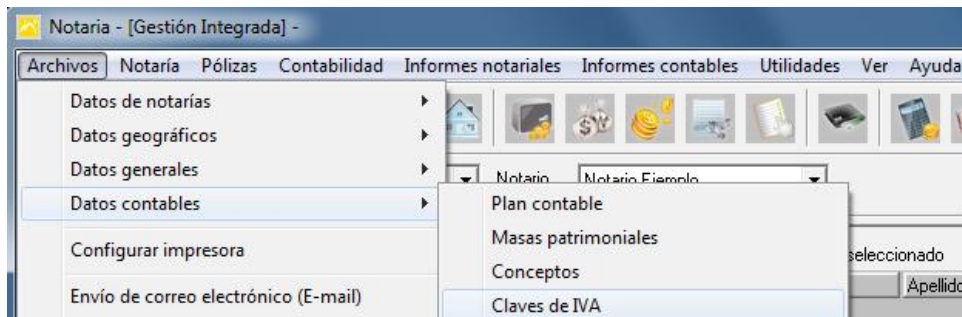 Notaria - [Gestión Integrada] -
Archivos Notaría Pólizas Contabilidad Informes notariales Informes contables Utilidades Ver Ayuda
Datos de notarías
Datos geográficos
Datos generales
Notario Notario Ejemplo
Datos contables
Plan contable
Masas patrimoniales
Configurar impresora
seleccionado
Conceptos
Apellido
Envío de correo electrónico (E-mail)
Claves de IVA